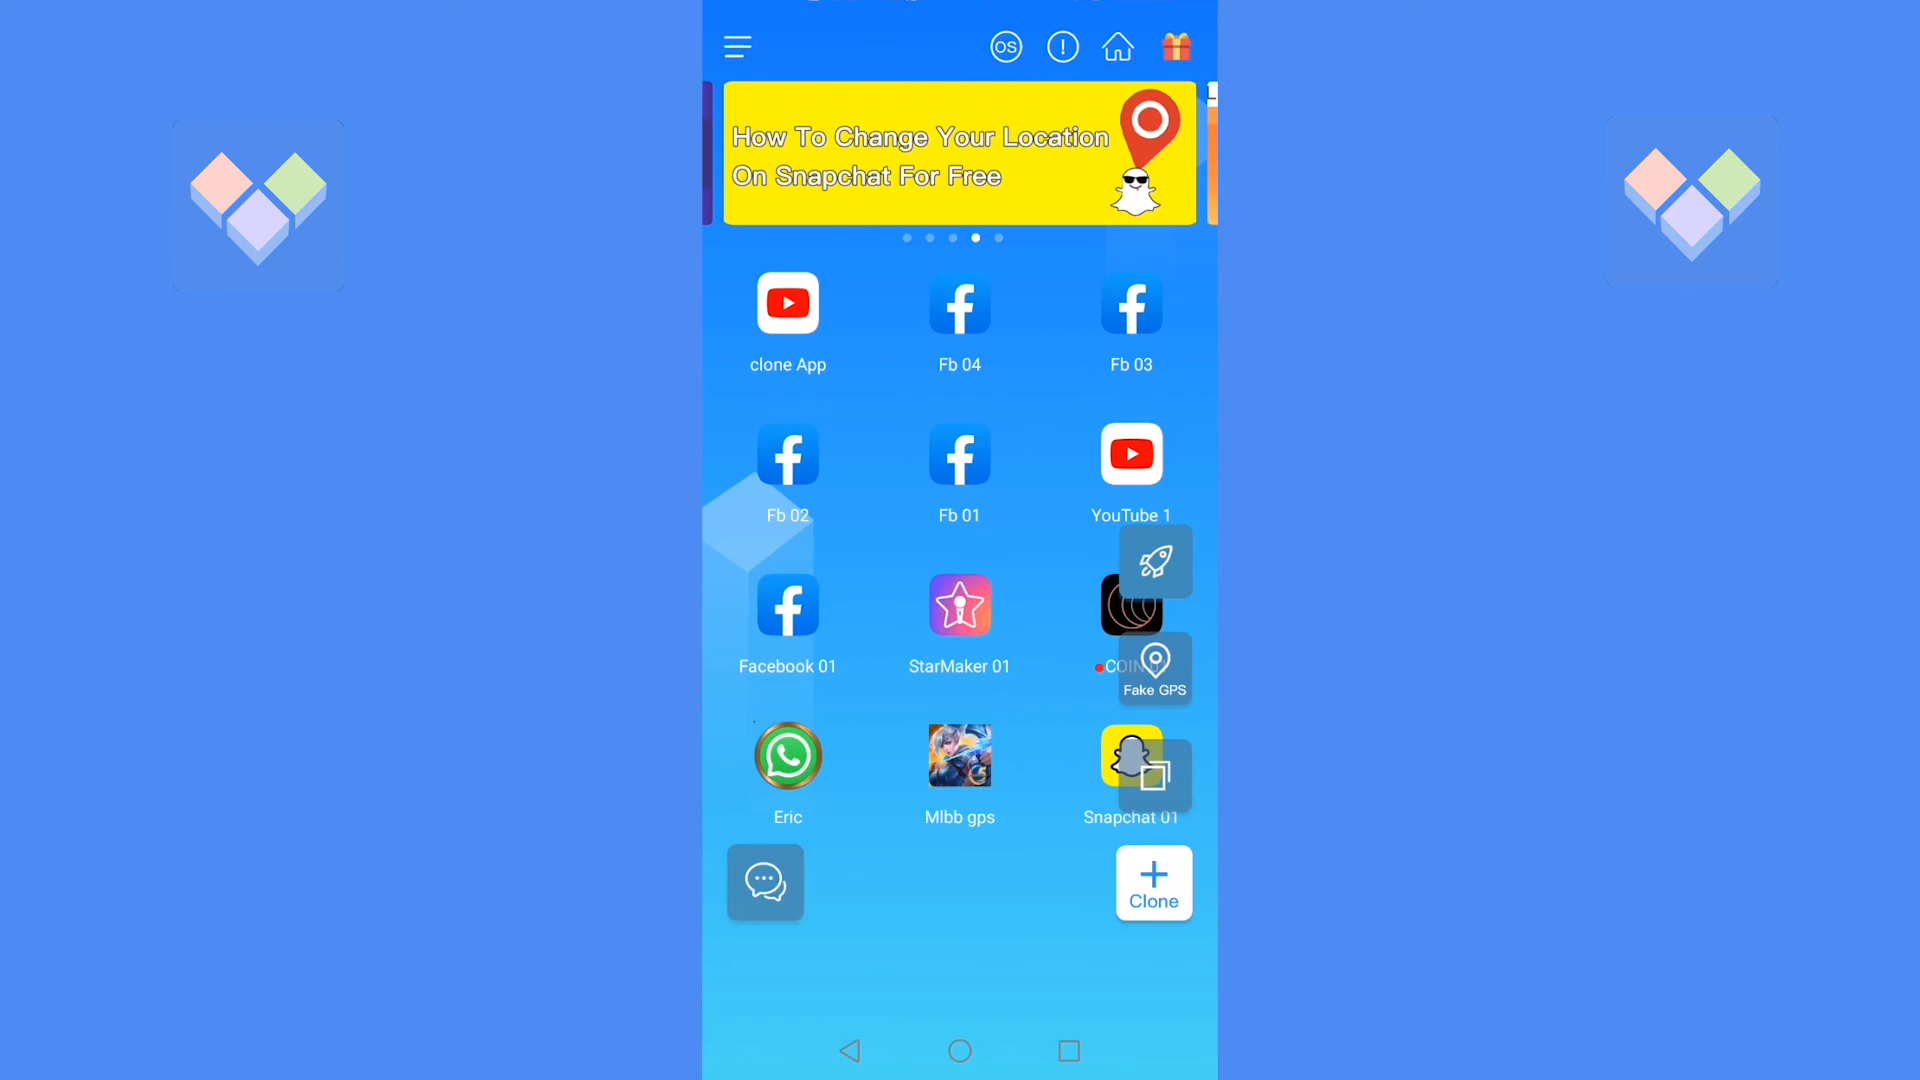 OS
How To Change Your Location
On Snapchat For Free
clone App
Fb 04
Fb 03
Fb 02
Fb 01
YouTube 1
Facebook 01
StarMaker 01
Fake GPS
Eric
Mlbb gps
Snapchat 01
Clone